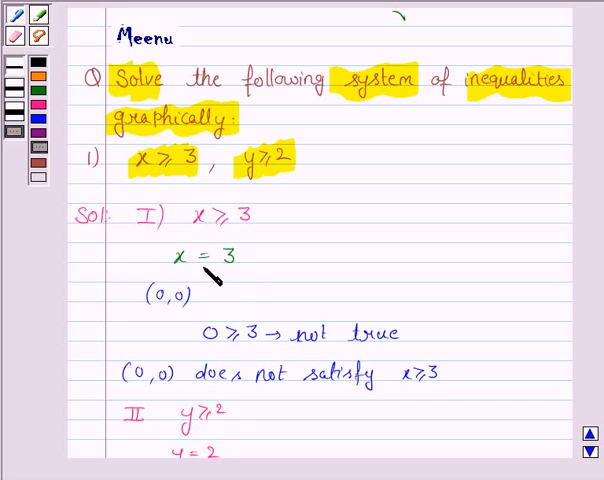 Meenu
Q Solve the following system of inequalities
graphically:
1) x ⩾ 3 , y ⩾ 2
Sol: I) x ⩾ 3
x = 3
(0,0)
0 ⩾ 3 → not true
(0,0) does not satisfy x ⩾ 3
II y ⩾ 2
y = 2